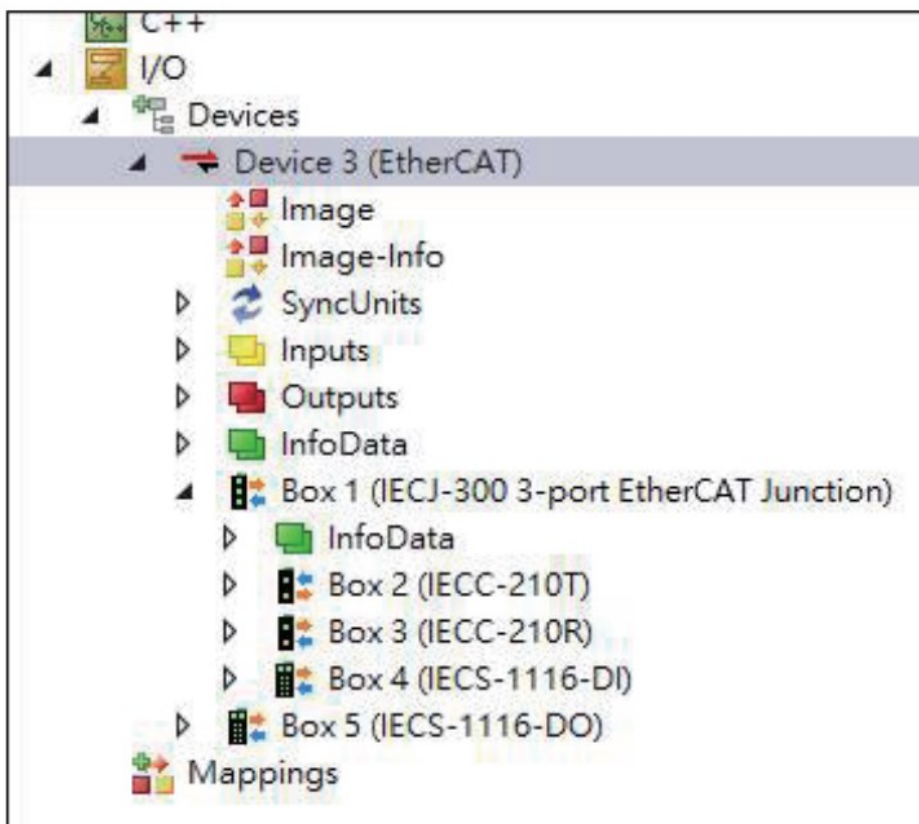 C++
I/O
Devices
Device 3 (EtherCAT)
Image
Image-Info
SyncUnits
Inputs
Outputs
InfoData
Box 1 (IECJ-300 3-port EtherCAT Junction)
InfoData
Box 2 (IECC-210T)
Box 3 (IECC-210R)
Box 4 (IECS-1116-DI)
Box 5 (IECS-1116-DO)
Mappings